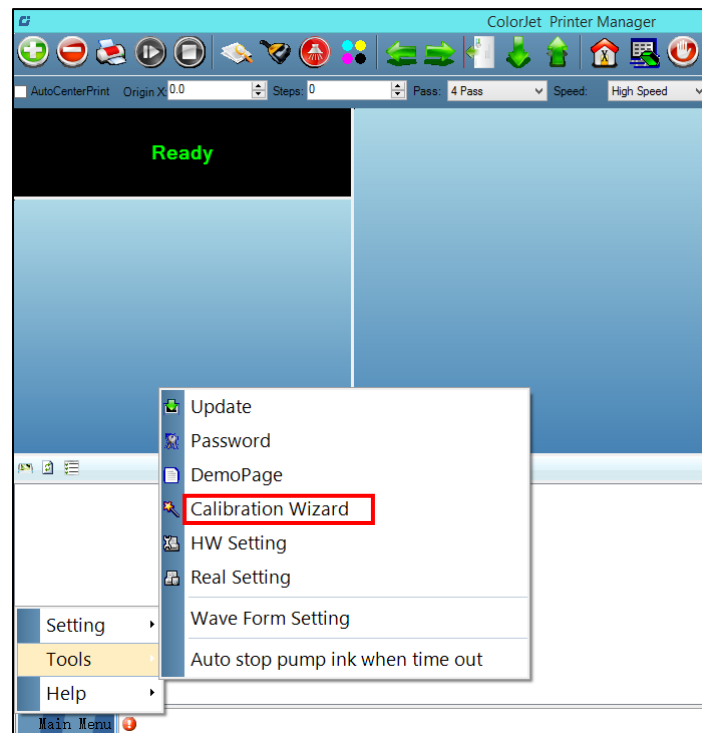 ColorJet Printer Manager
AutoCenterPrint Origin X: 0.0 Steps: 0 Pass: 4 Pass Speed: High Speed
Ready
Update
Password
DemoPage
Calibration Wizard
HW Setting
Real Setting
Wave Form Setting
Auto stop pump ink when time out
Setting
Tools
Help
Main Menu